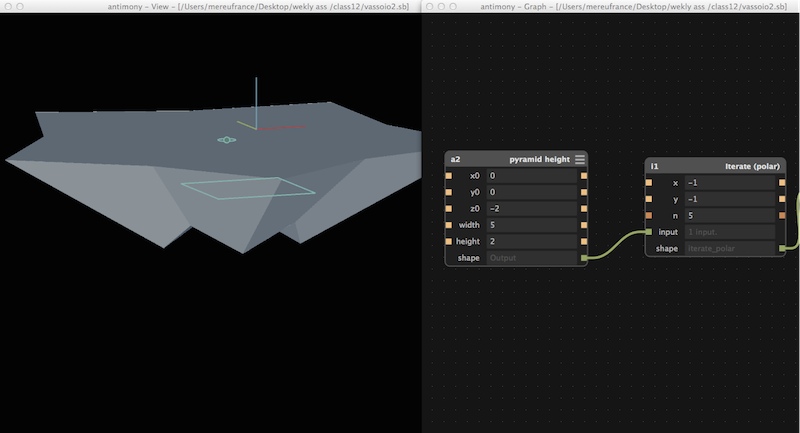 antimony - View - [/Users/mereufrance/Desktop/wekly ass /class12/vassoio2.sb]
antimony - Graph - [/Users/mereufrance/Desktop/wekly ass /class12/vassoio2.sb]
a2 pyramid height
x0 0
y0 0
z0 -2
width 5
height 2
shape Output
i1 Iterate (polar)
x -1
y -1
n 5
input 1 input.
shape iterate_polar